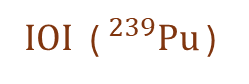 IOI ( ²³⁹Pu )